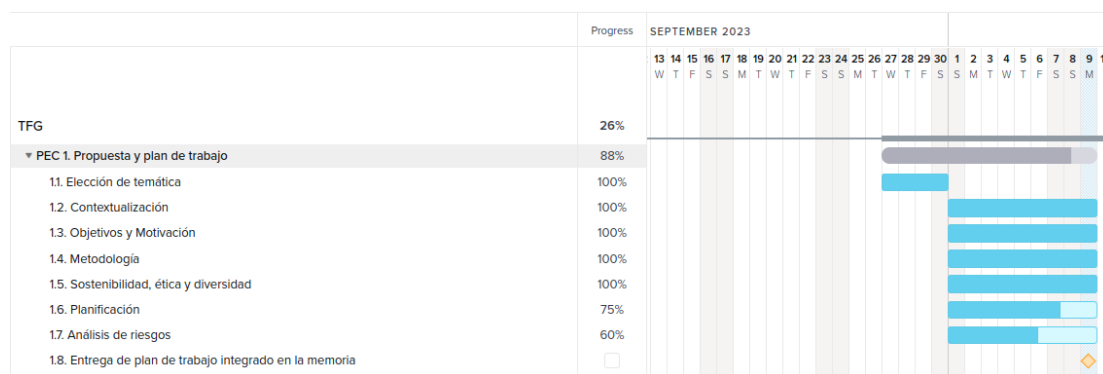 Progress SEPTEMBER 2023
13 14 15 16 17 18 19 20 21 22 23 24 25 26 27 28 29 30 1 2 3 4 5 6 7 8 9 1
W T F S S M T W T F S S M T W T F S S M T W T F S S M
TFG 26%
PEC 1. Propuesta y plan de trabajo 88%
1.1. Elección de temática 100%
1.2. Contextualización 100%
1.3. Objetivos y Motivación 100%
1.4. Metodología 100%
1.5. Sostenibilidad, ética y diversidad 100%
1.6. Planificación 75%
1.7. Análisis de riesgos 60%
1.8. Entrega de plan de trabajo integrado en la memoria